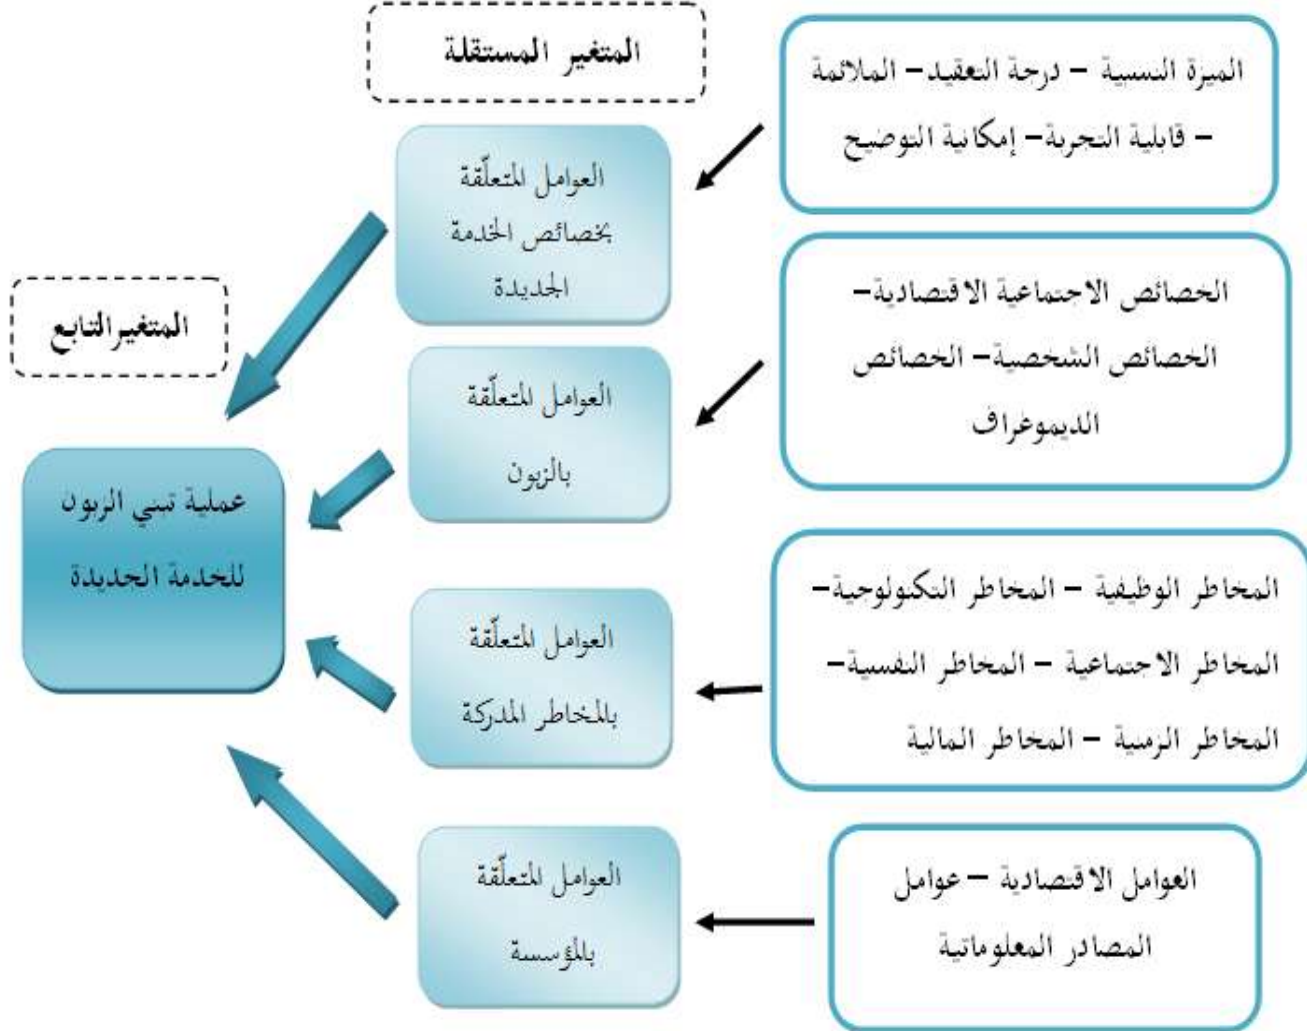 المتغير المستقلة
الميزة النسبية – درجة التعقيد– الملائمة
– قابلية التجربة– إمكانية التوضيح
العوامل المتعلّقة
بخصائص الخدمة
الجديدة
الخصائص الاجتماعية الاقتصادية–
الخصائص الشخصية– الخصائص
الديموغراف
المتغيرالتابع
العوامل المتعلّقة
بالزبون
عملية تبني الزبون
للخدمة الجديدة
المخاطر الوظيفية – المخاطر التكنولوجية–
المخاطر الاجتماعية – المخاطر النفسية–
المخاطر الزمنية – المخاطر المالية
العوامل المتعلّقة
بالمخاطر المدركة
العوامل الاقتصادية – عوامل
المصادر المعلوماتية
العوامل المتعلّقة
بالمؤسسة